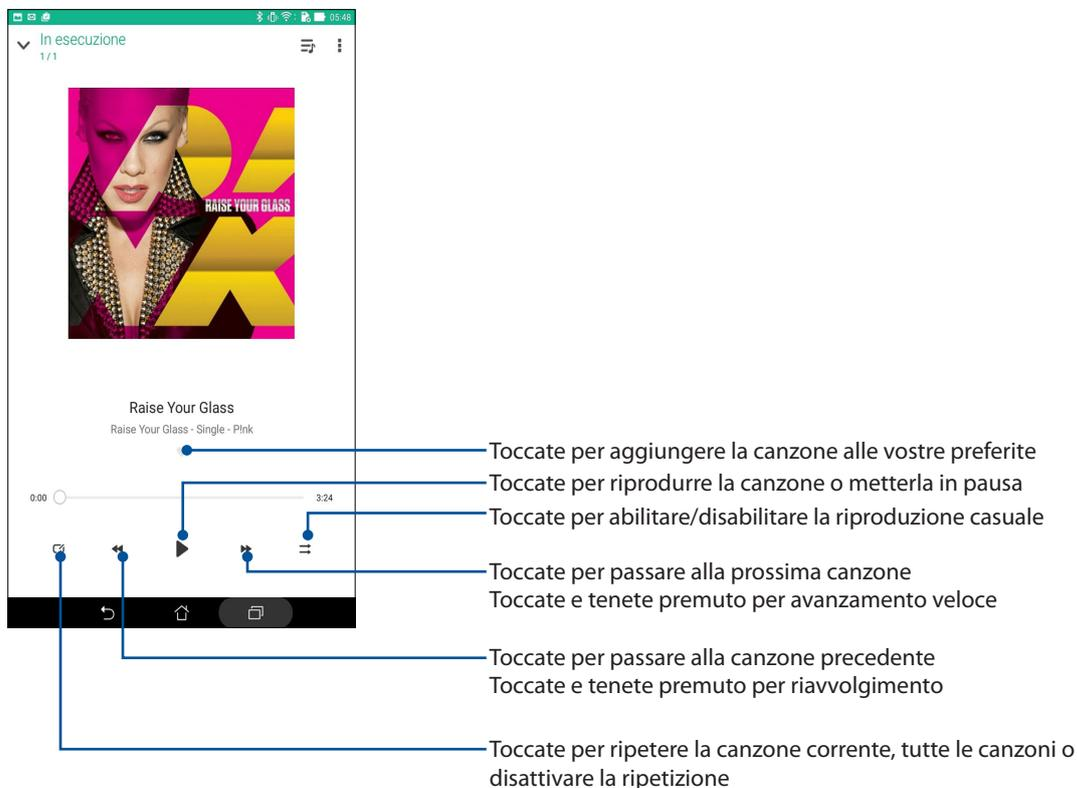 05:48
In esecuzione
1 / 1
RAISE YOUR GLASS
Raise Your Glass
Raise Your Glass - Single - P!nk
0:00
3:24
Toccate per aggiungere la canzone alle vostre preferite
Toccate per riprodurre la canzone o metterla in pausa
Toccate per abilitare/disabilitare la riproduzione casuale
Toccate per passare alla prossima canzone
Toccate e tenete premuto per avanzamento veloce
Toccate per passare alla canzone precedente
Toccate e tenete premuto per riavvolgimento
Toccate per ripetere la canzone corrente, tutte le canzoni o
disattivare la ripetizione